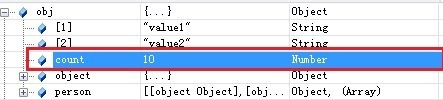 obj {...} Object
[1] "value1" String
[2] "value2" String
count 10 Number
object {...} Object
person [[object Object],[obj... Object, (Array)